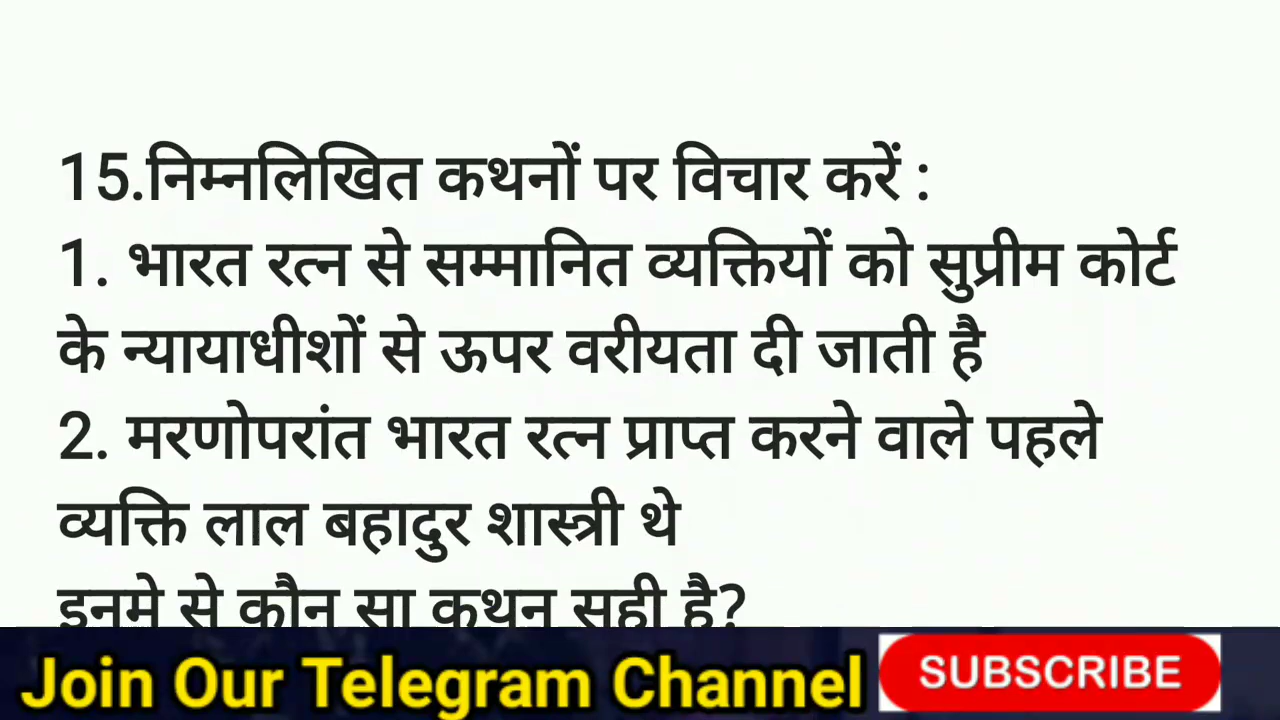 15.निम्नलिखित कथनों पर विचार करें :
1. भारत रत्न से सम्मानित व्यक्तियों को सुप्रीम कोर्ट
के न्यायाधीशों से ऊपर वरीयता दी जाती है
2. मरणोपरांत भारत रत्न प्राप्त करने वाले पहले
व्यक्ति लाल बहादुर शास्त्री थे
इनमे से कौन सा कथन सही है?
Join Our Telegram Channel SUBSCRIBE